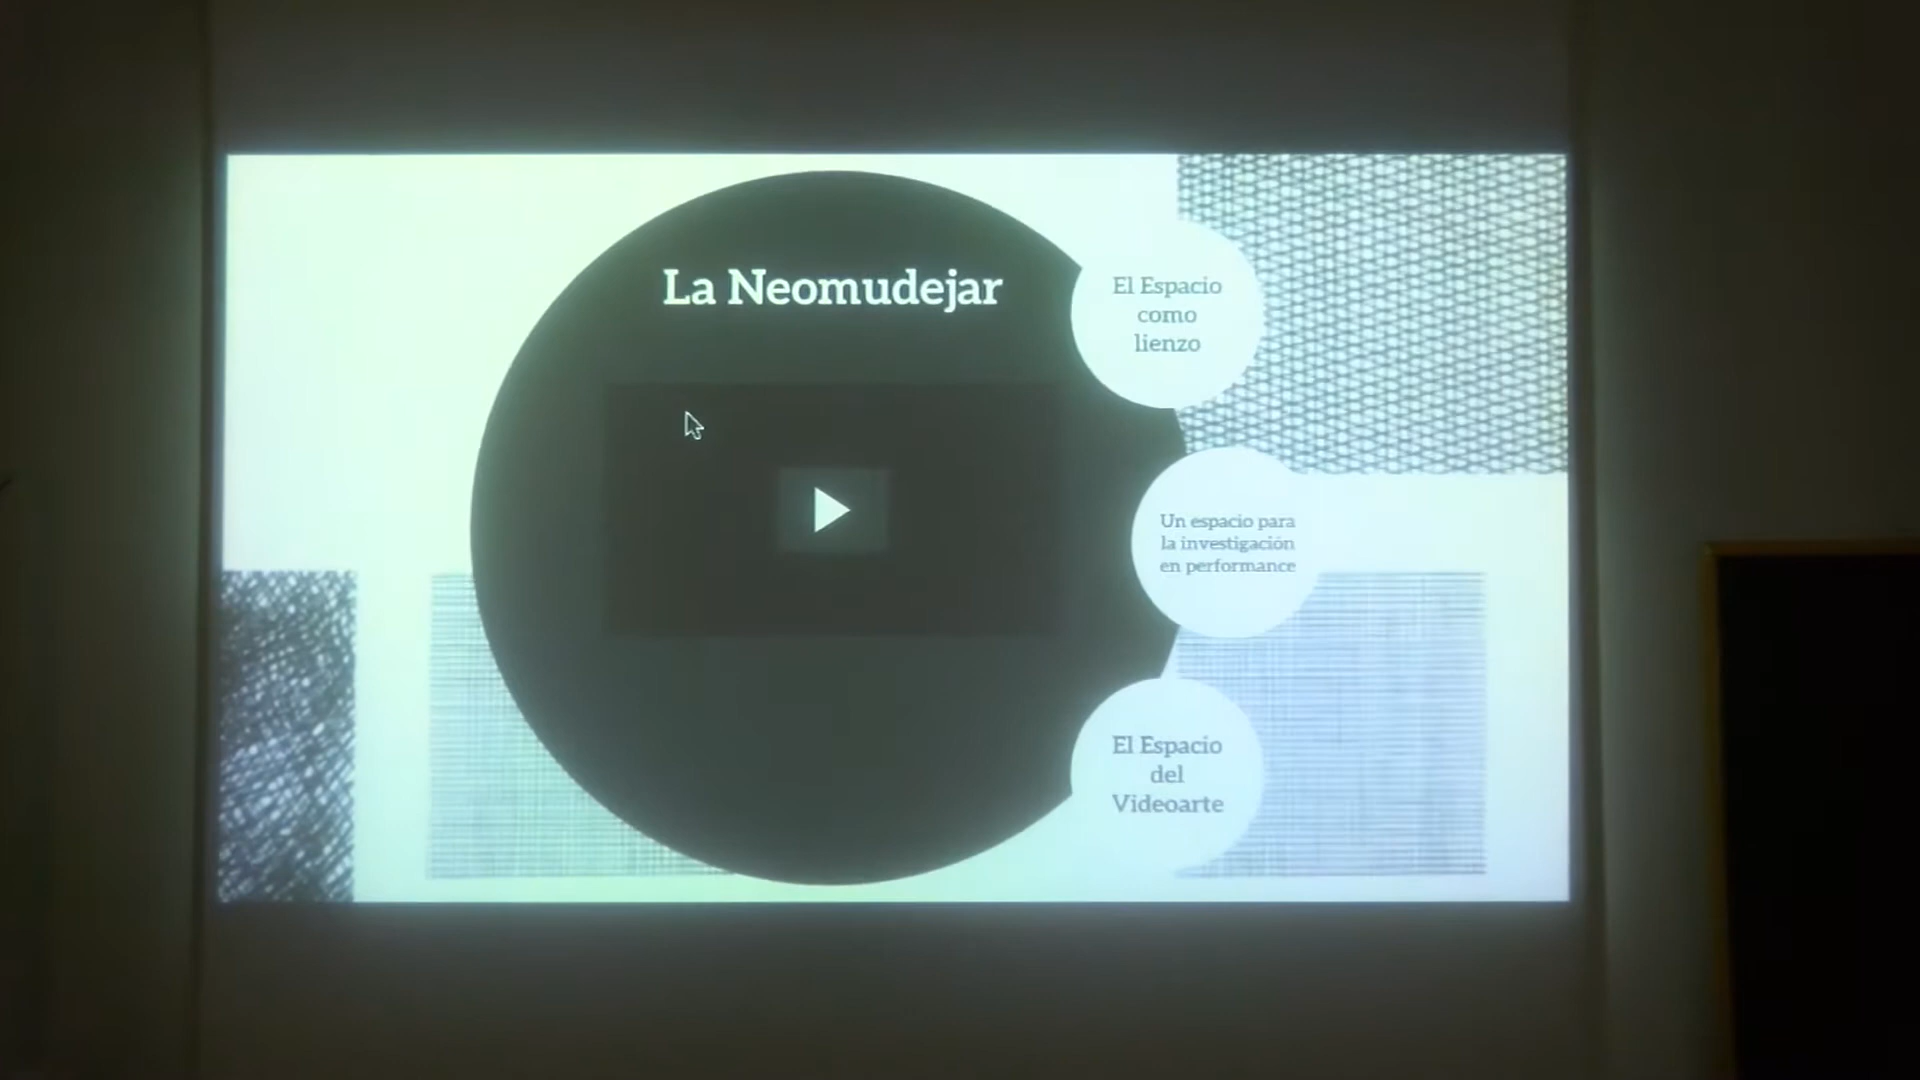 La Neomudejar
El Espacio
como
lienzo
Un espacio para
la investigación
en performance
El Espacio
del
Videoarte